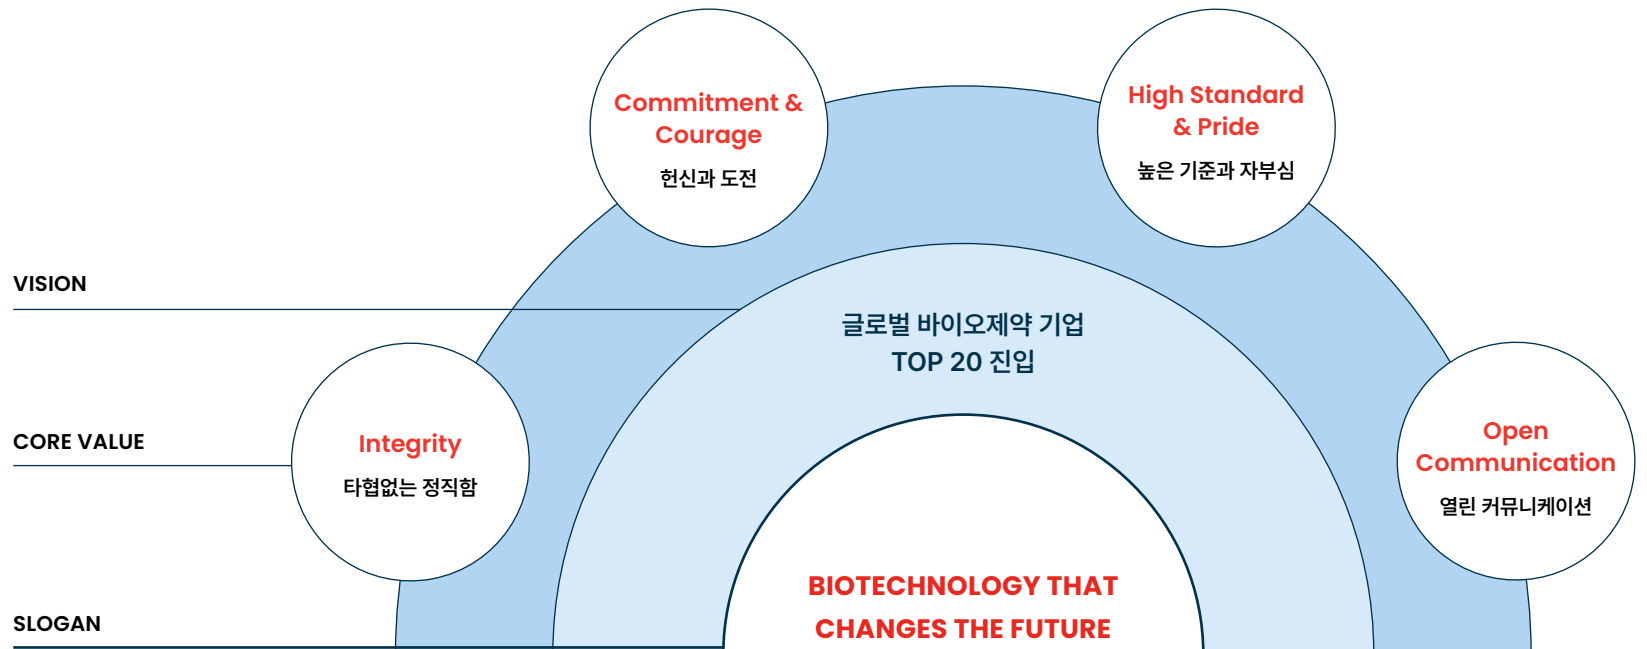 Commitment &
Courage
헌신과 도전
High Standard
& Pride
높은 기준과 자부심
VISION
글로벌 바이오제약 기업
TOP 20 진입
CORE VALUE
Integrity
타협없는 정직함
Open
Communication
열린 커뮤니케이션
SLOGAN
BIOTECHNOLOGY THAT
CHANGES THE FUTURE